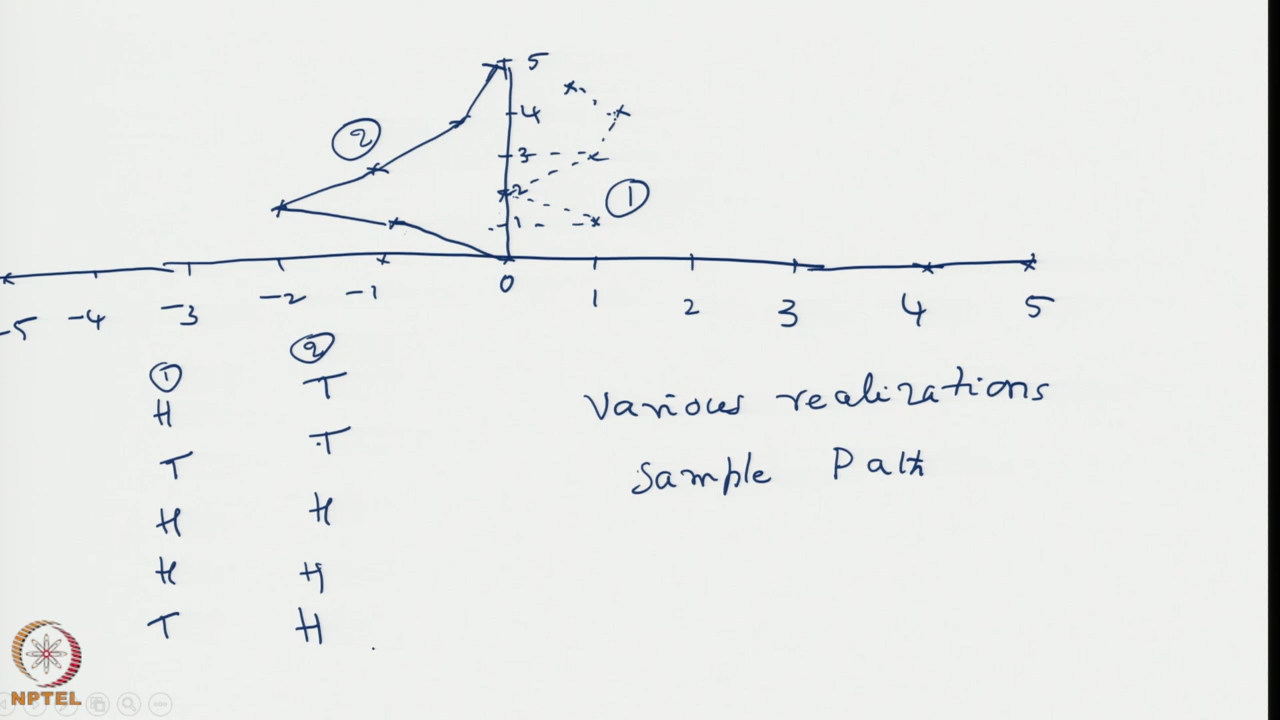 5
4
3
2
1
②
①
-5 -4 -3 -2 -1 0 1 2 3 4 5
① ②
H T
T T
H H
H H
T H
Various realizations
Sample Path
NPTEL